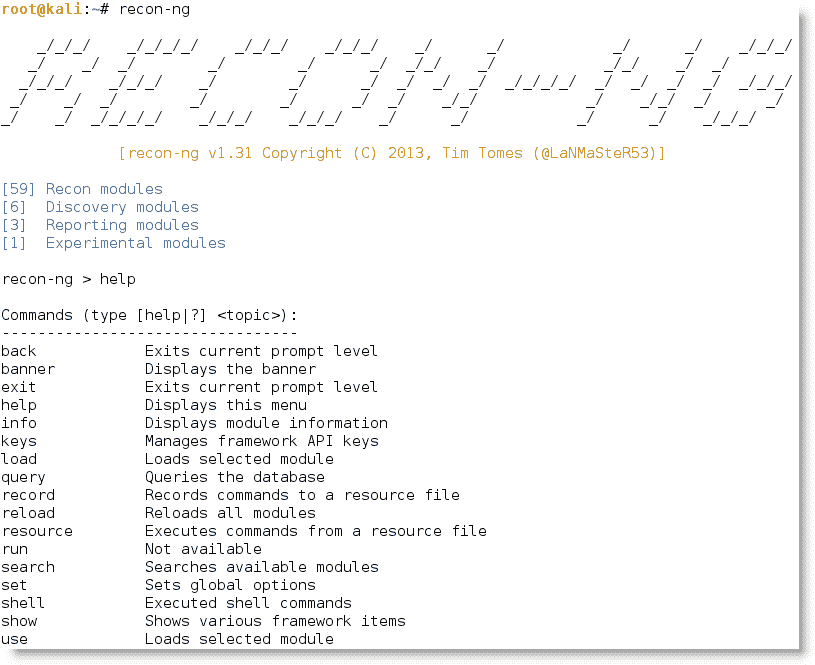 root@kali:~# recon-ng
RECON-NG
[recon-ng v1.31 Copyright (C) 2013, Tim Tomes (@LaNMaSteR53)]
[59] Recon modules
[6]  Discovery modules
[3]  Reporting modules
[1]  Experimental modules
recon-ng > help
Commands (type [help|?] <topic>):
---------------------------------
back            Exits current prompt level
banner          Displays the banner
exit            Exits current prompt level
help            Displays this menu
info            Displays module information
keys            Manages framework API keys
load            Loads selected module
query           Queries the database
record          Records commands to a resource file
reload          Reloads all modules
resource        Executes commands from a resource file
run             Not available
search          Searches available modules
set             Sets global options
shell           Executed shell commands
show            Shows various framework items
use             Loads selected module